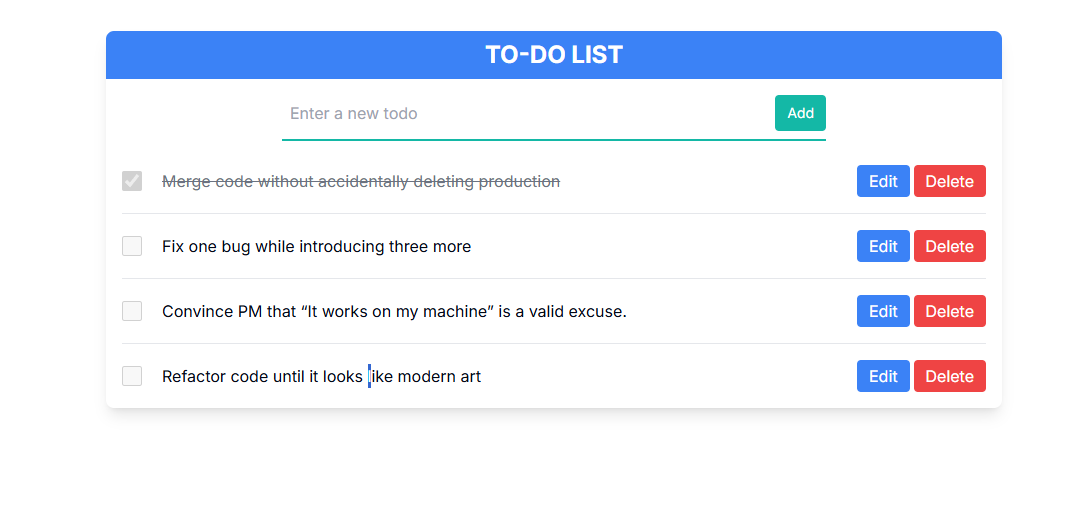 TO-DO LIST
Enter a new todo
Add
Merge code without accidentally deleting production
Edit
Delete
Fix one bug while introducing three more
Edit
Delete
Convince PM that “It works on my machine” is a valid excuse.
Edit
Delete
Refactor code until it looks like modern art
Edit
Delete